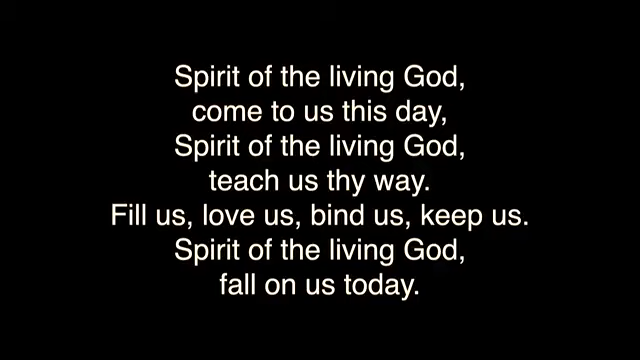 Spirit of the living God,
come to us this day,
Spirit of the living God,
teach us thy way.
Fill us, love us, bind us, keep us.
Spirit of the living God,
fall on us today.